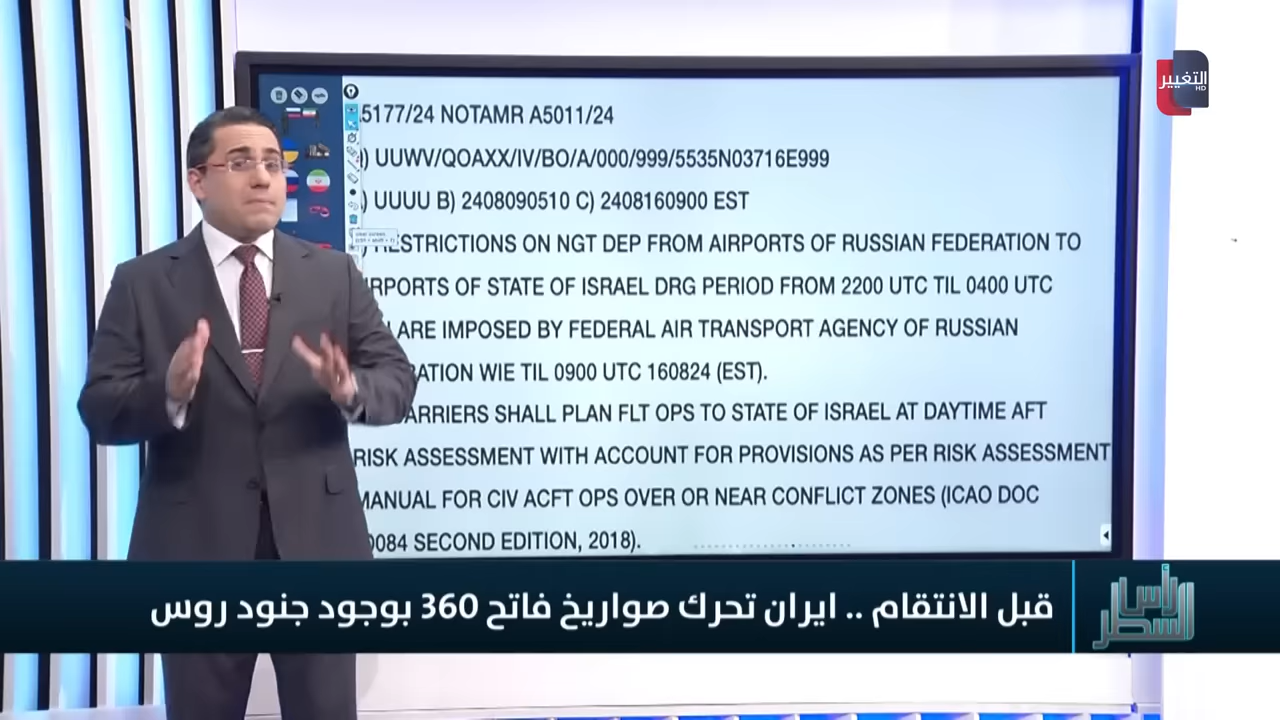 التغيير
HD
5177/24 NOTAMR A5011/24
) UUWV/QOAXX/IV/BO/A/000/999/5535N03716E999
) UUUU B) 2408090510 C) 2408160900 EST
) RESTRICTIONS ON NGT DEP FROM AIRPORTS OF RUSSIAN FEDERATION TO
IRPORTS OF STATE OF ISRAEL DRG PERIOD FROM 2200 UTC TIL 0400 UTC
ARE IMPOSED BY FEDERAL AIR TRANSPORT AGENCY OF RUSSIAN
RATION WIE TIL 0900 UTC 160824 (EST).
ARRIERS SHALL PLAN FLT OPS TO STATE OF ISRAEL AT DAYTIME AFT
RISK ASSESSMENT WITH ACCOUNT FOR PROVISIONS AS PER RISK ASSESSMENT
MANUAL FOR CIV ACFT OPS OVER OR NEAR CONFLICT ZONES (ICAO DOC
0084 SECOND EDITION, 2018).
قبل الانتقام .. ايران تحرك صواريخ فاتح 360 بوجود جنود روس
رأس السطر